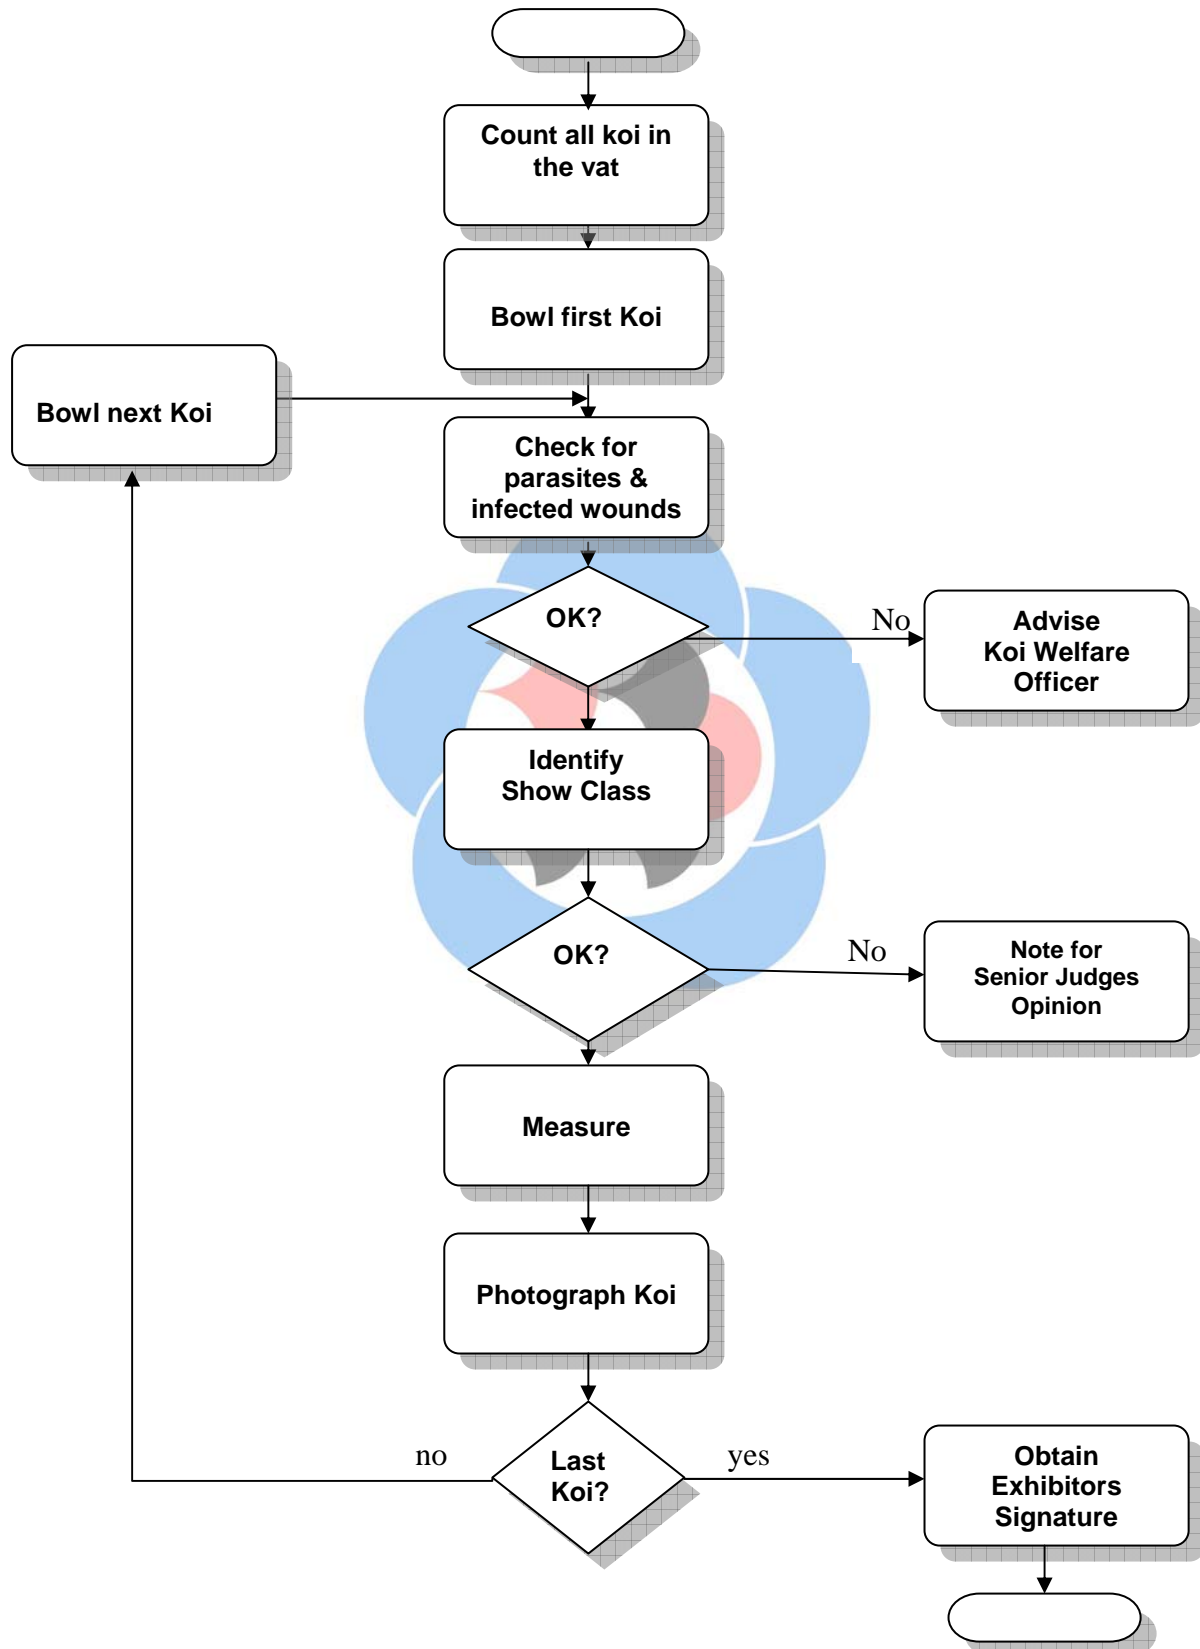 Count all koi in
the vat
Bowl first Koi
Bowl next Koi
Check for
parasites &
infected wounds
OK?
No
Advise
Koi Welfare
Officer
Identify
Show Class
OK?
No
Note for
Senior Judges
Opinion
Measure
Photograph Koi
no
Last
Koi?
yes
Obtain
Exhibitors
Signature